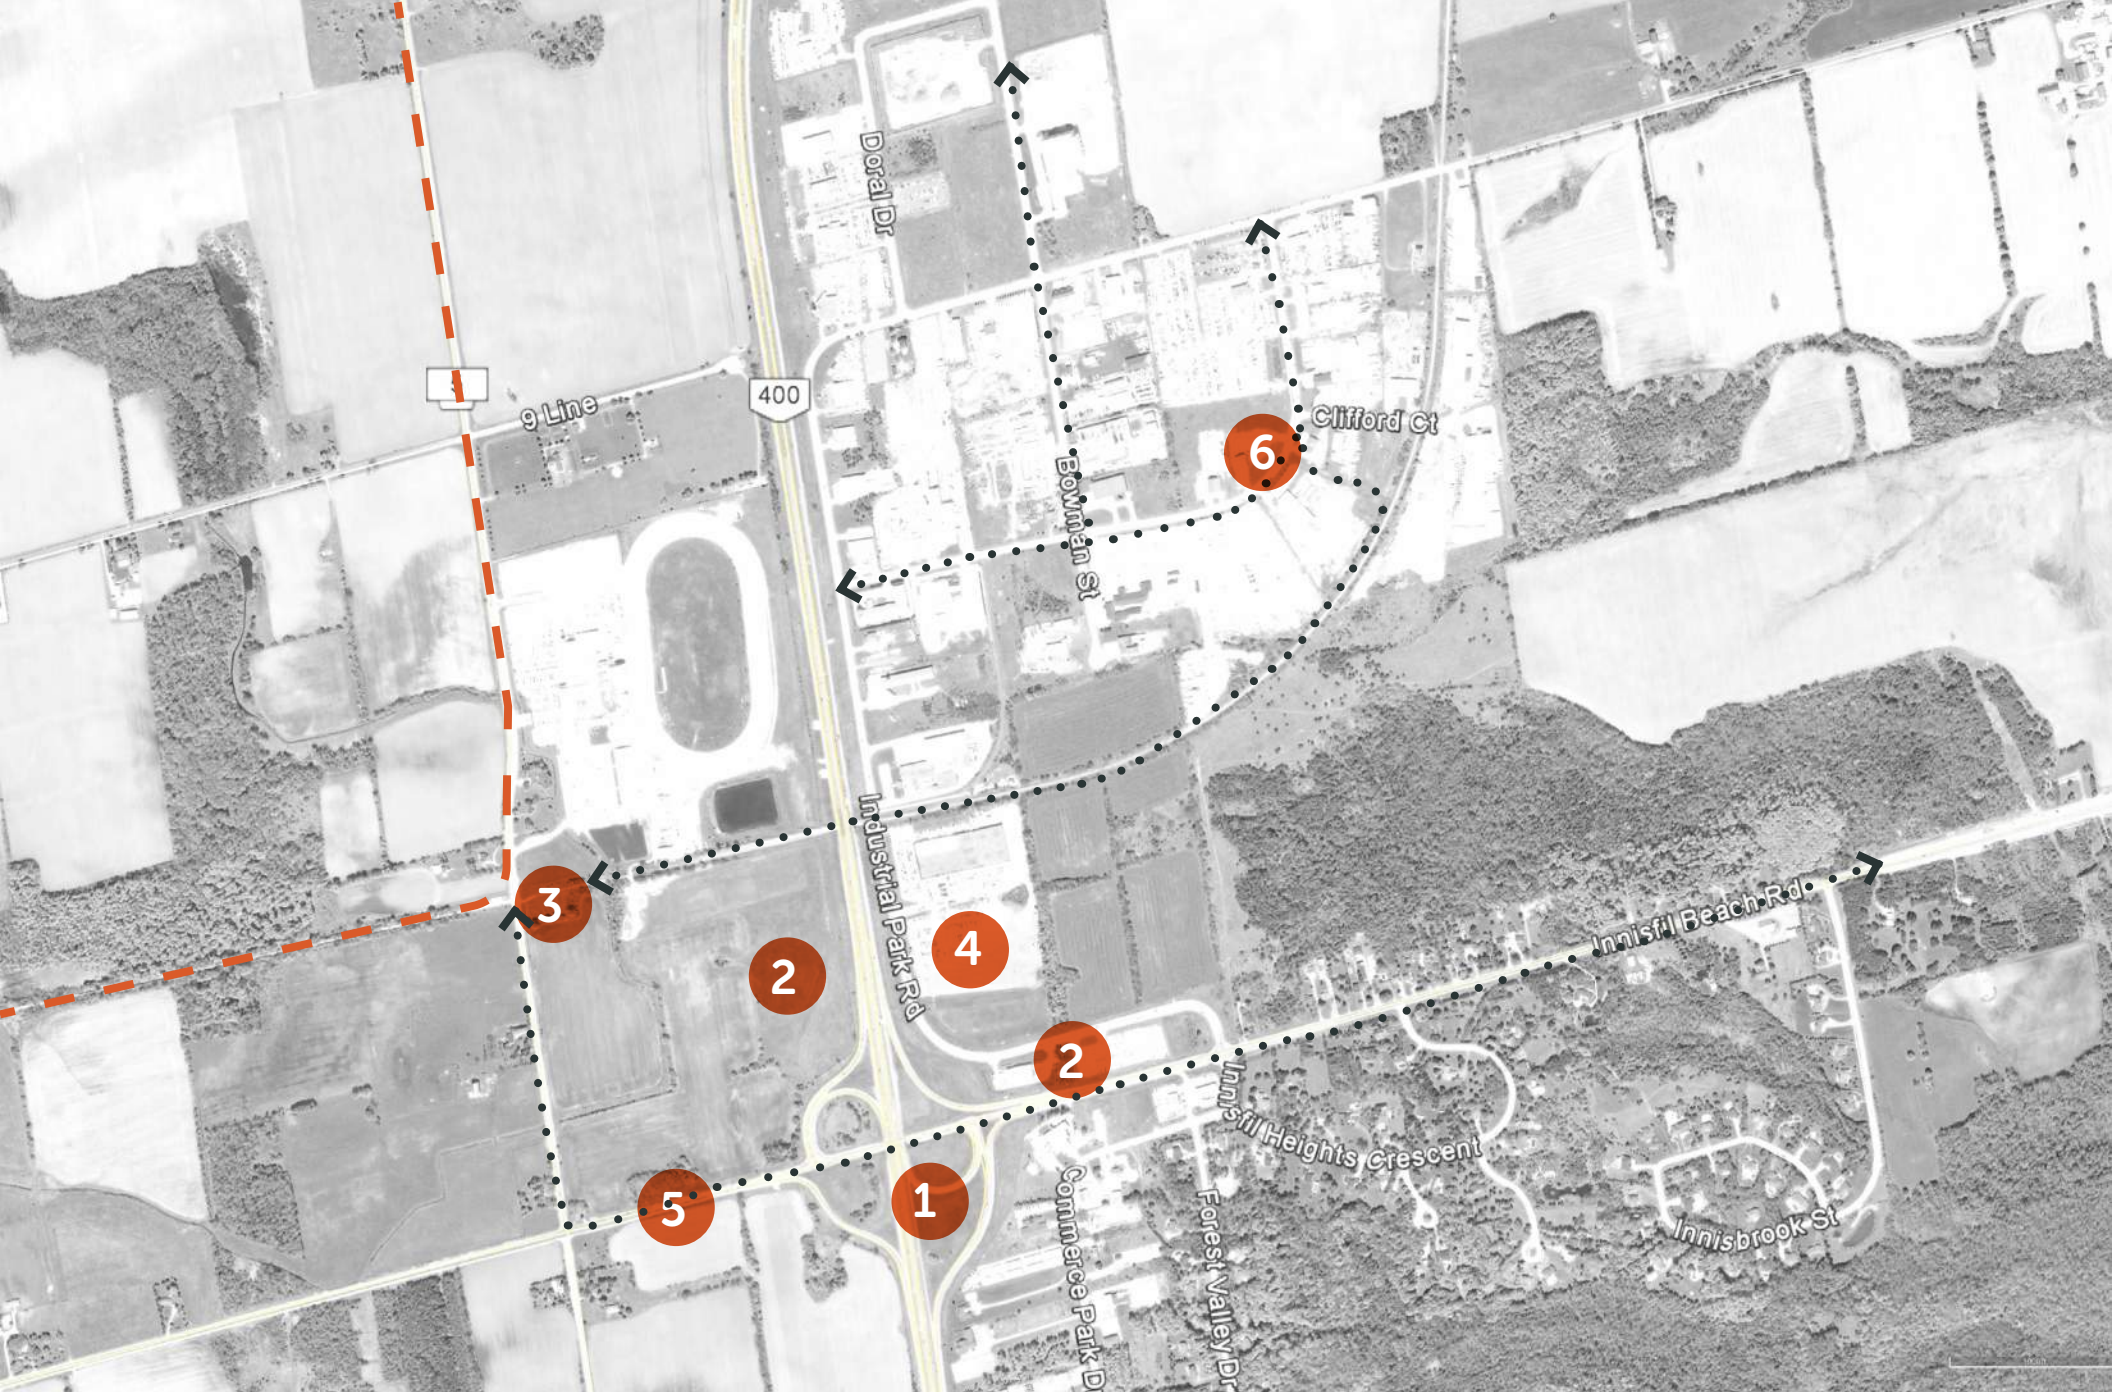 Doral Dr
400
9 Line
Clifford Ct
6
Bowman St
Industrial Park Rd
3
Innisfil Beach Rd
4
2
2
Innisfil Heights Crescent
5
1
Commerce Park D
Forest Valley Dr
Innisbrook St